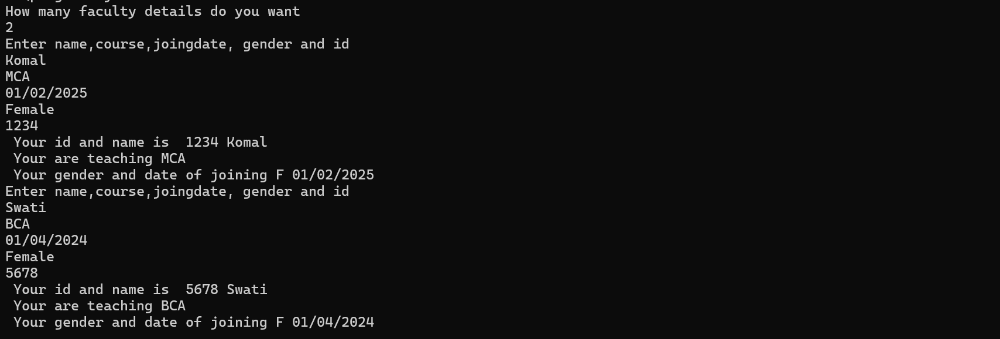 How many faculty details do you want
2
Enter name,course,joingdate, gender and id
Komal
MCA
01/02/2025
Female
1234
Your id and name is  1234 Komal
Your are teaching MCA
Your gender and date of joining F 01/02/2025
Enter name,course,joingdate, gender and id
Swati
BCA
01/04/2024
Female
5678
Your id and name is  5678 Swati
Your are teaching BCA
Your gender and date of joining F 01/04/2024